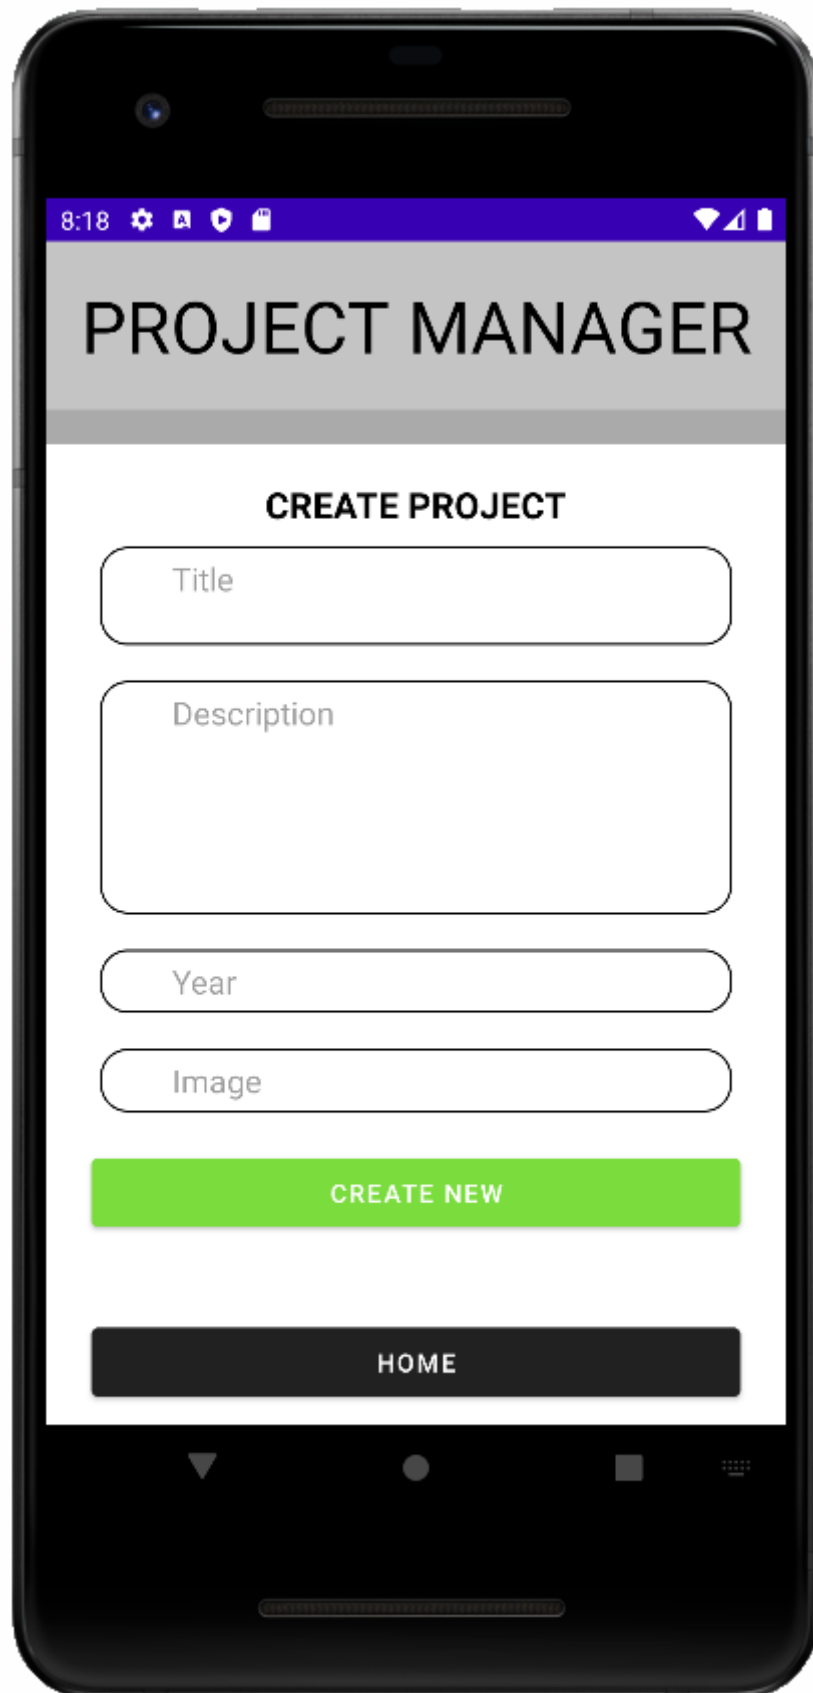 8:18
PROJECT MANAGER
CREATE PROJECT
Title
Description
Year
Image
CREATE NEW
HOME